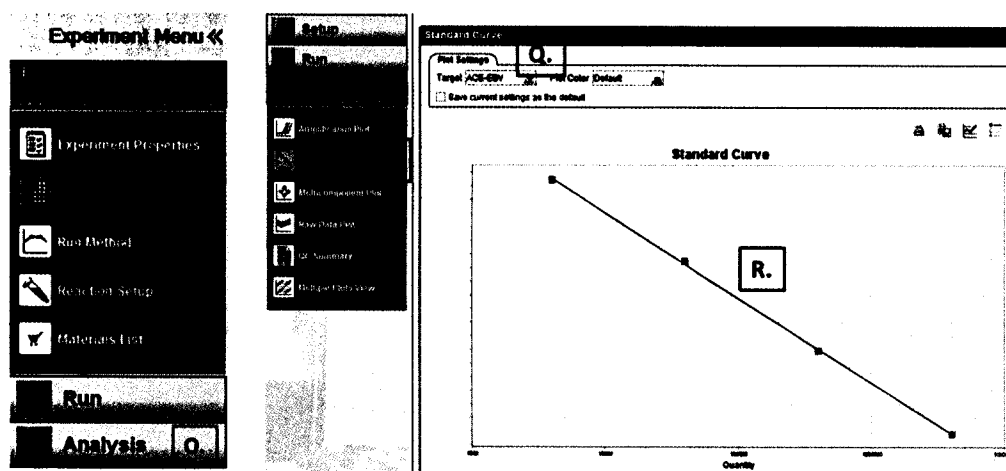 Experiment Menu «
Experiment Properties
Run Method
Reaction Setup
Materials List
Run
Analysis
O.
Setup
Run
Amplification Plot
Multicomponent Plot
Raw Data Plot
QC Summary
Multiple Plots View
Standard Curve
Q.
Plot Settings
Target: ACE-EBV Plot Color: Default
Save current settings as the default
Standard Curve
R.
Quantity